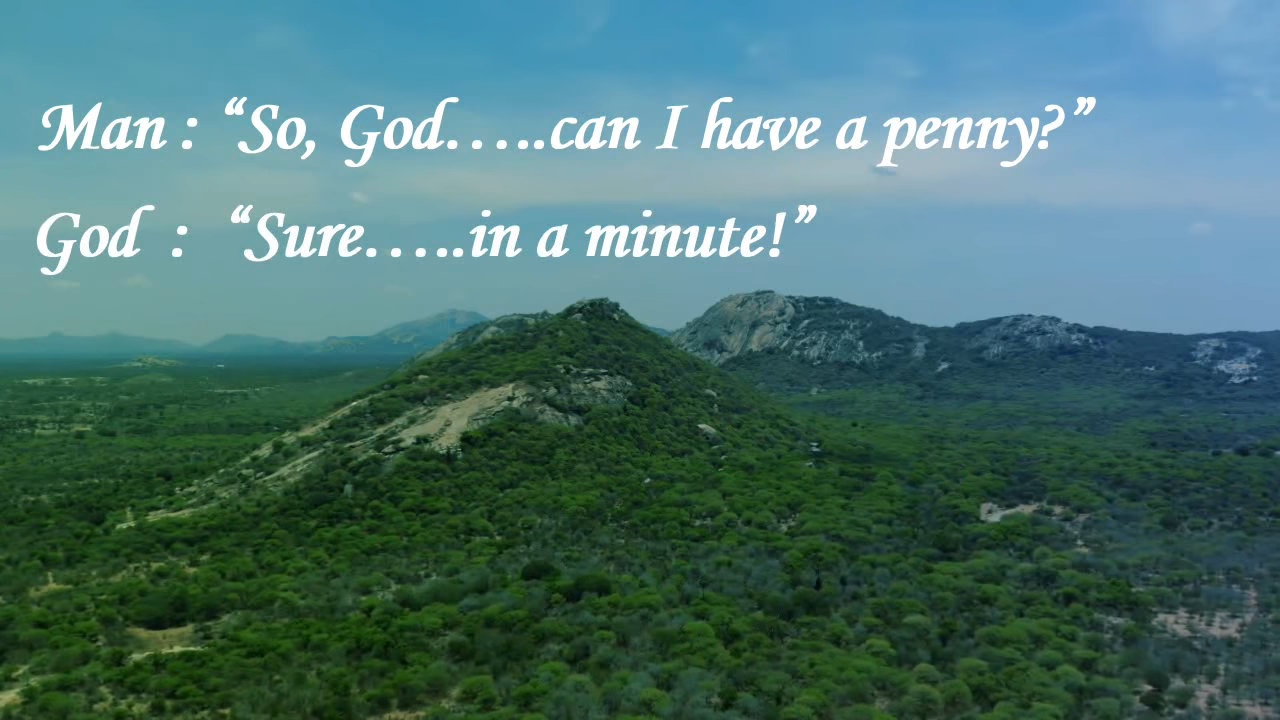 Man : “So, God…..can I have a penny?”
God : “Sure…..in a minute!”